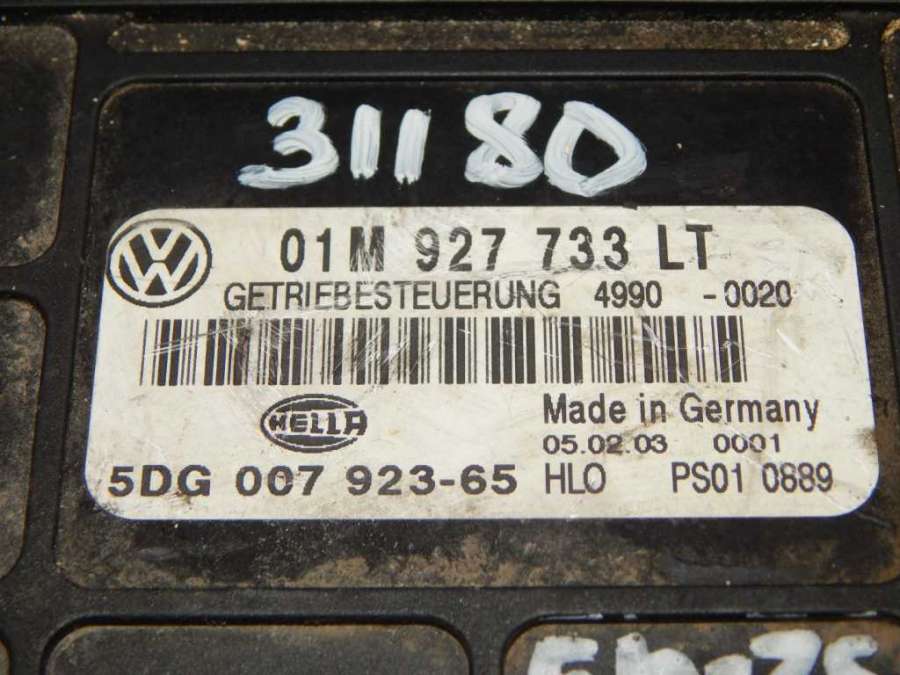 31180
VW 01M 927 733 LT
GETRIEBESTEUERUNG 4990 -0020
HELLA Made in Germany
05.02.03 0001
5DG 007 923-65 HLO PS01 0889